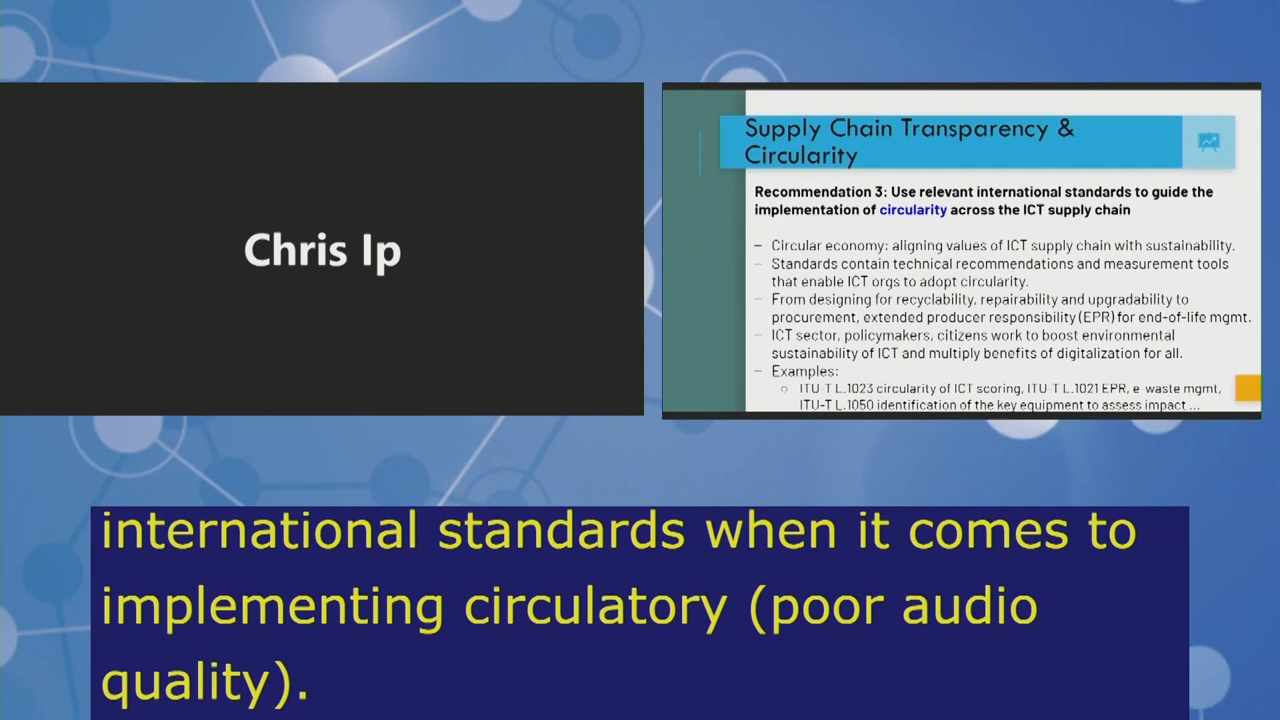 Chris Ip
Supply Chain Transparency &
Circularity
Recommendation 3: Use relevant international standards to guide the
implementation of circularity across the ICT supply chain
– Circular economy: aligning values of ICT supply chain with sustainability.
– Standards contain technical recommendations and measurement tools
that enable ICT orgs to adopt circularity.
– From designing for recyclability, repairability and upgradability to
procurement, extended producer responsibility (EPR) for end-of-life mgmt.
– ICT sector, policymakers, citizens work to boost environmental
sustainability of ICT and multiply benefits of digitalization for all.
– Examples:
○ ITU-T L.1023 circularity of ICT scoring, ITU-T L.1021 EPR, e-waste mgmt,
ITU-T L.1050 identification of the key equipment to assess impact ...
international standards when it comes to
implementing circulatory (poor audio
quality).